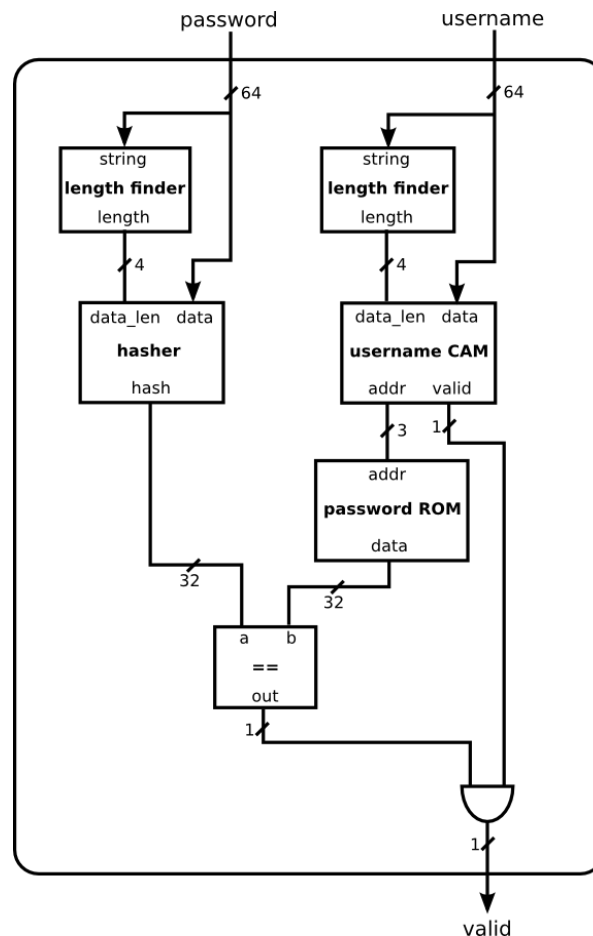 password username
64 64
string string
length finder length finder
length length
4 4
data_len data data_len data
hasher username CAM
hash addr valid
3 1
addr
password ROM
data
32 32
a b
==
out
1
1
valid